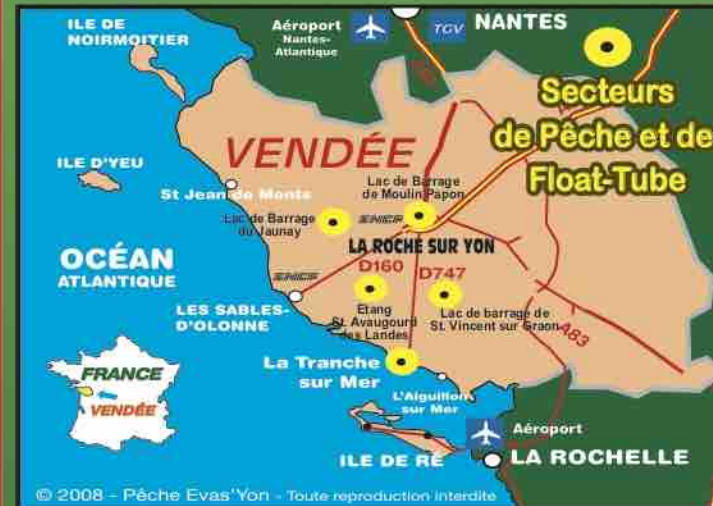 ILE DE
NOIRMOITIER
Aéroport
Nantes-
Atlantique
TGV
NANTES
Secteurs
de Pêche et de
Float-Tube
VENDÉE
ILE D'YEU
St Jean de Monts
Lac de Barrage
de Moulin Papon
Lac de Barrage
du Jaunay
SNCF
LA ROCHE SUR YON
OCÉAN
ATLANTIQUE
SNCF
D160
D747
LES SABLES-
D'OLONNE
Etang
St. Avaugourd
des Landes
Lac de barrage de
St. Vincent sur Graon
A83
La Tranche
sur Mer
FRANCE
VENDÉE
L'Aiguillon
sur Mer
Aéroport
ILE DE RÉ
LA ROCHELLE
© 2008 - Pêche Evas'Yon - Toute reproduction interdite